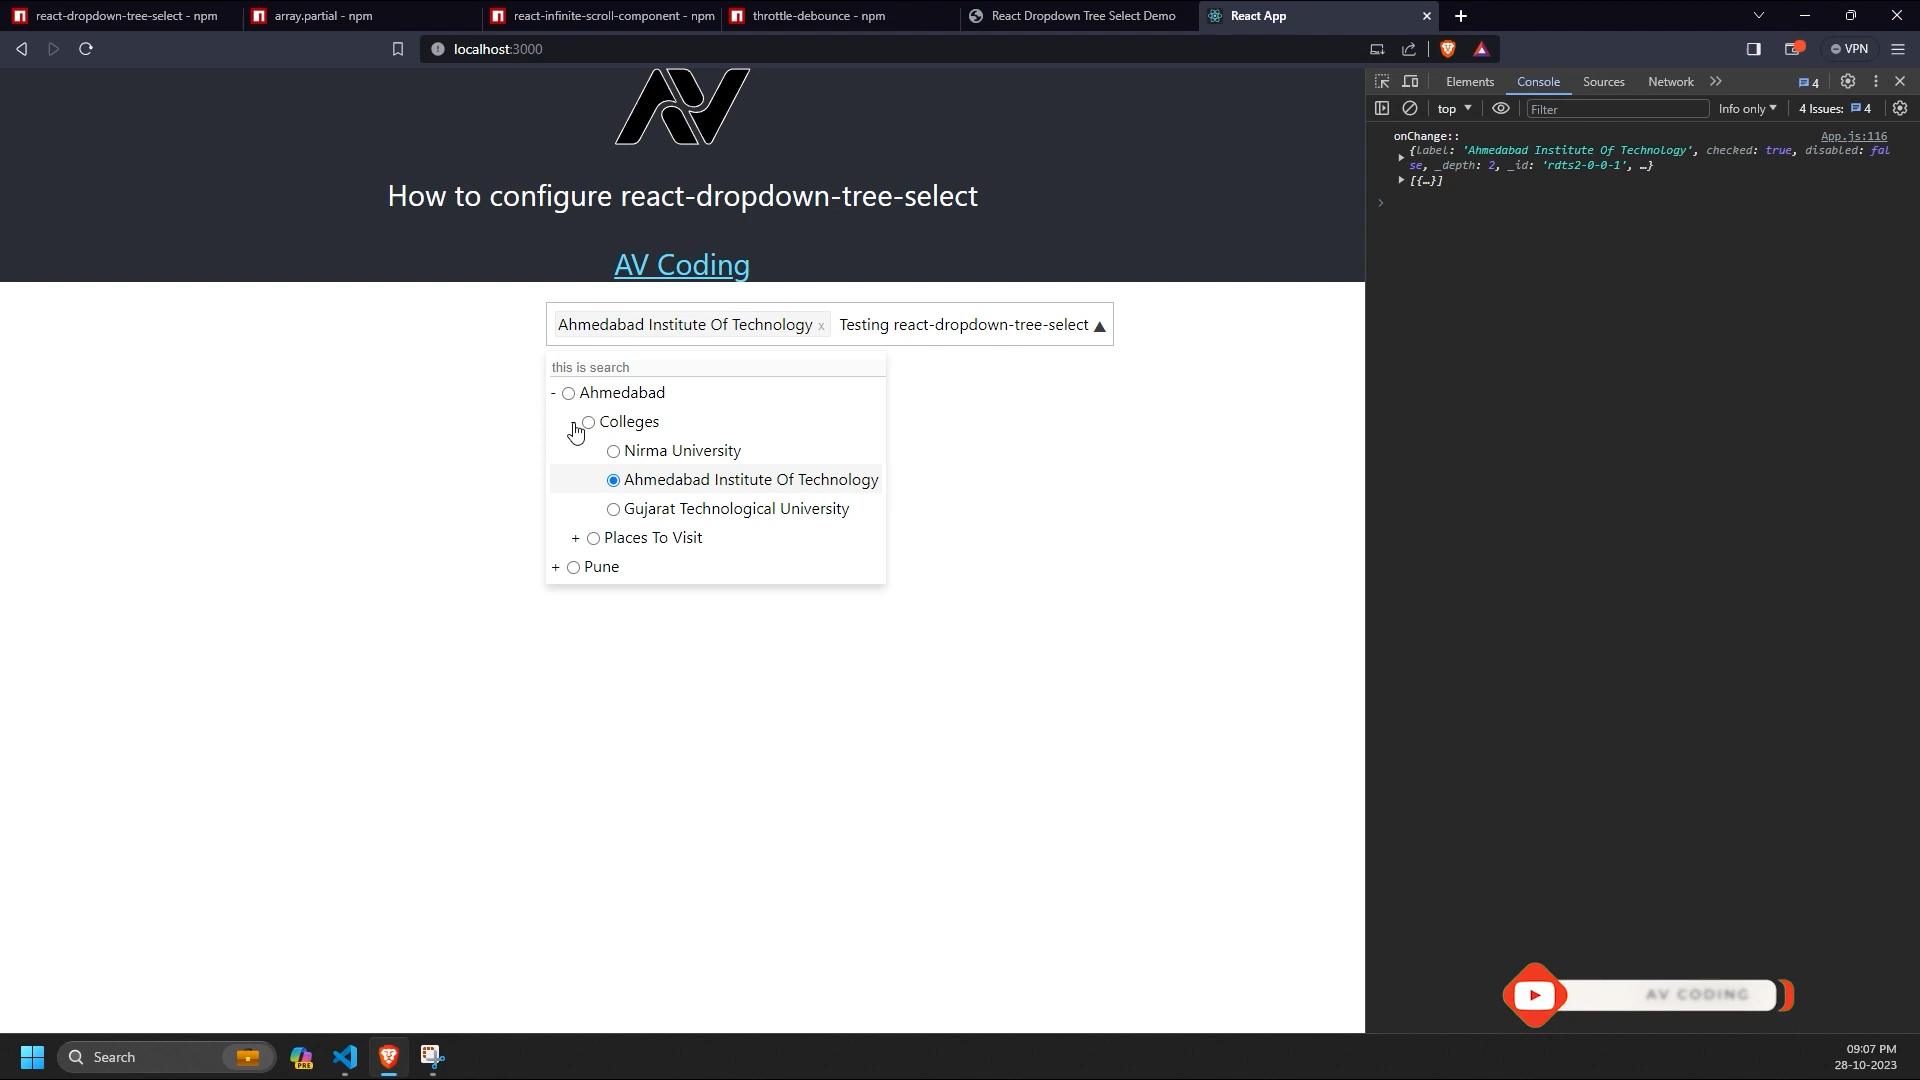 react-dropdown-tree-select - npm
array.partial - npm
react-infinite-scroll-component - npm
throttle-debounce - npm
React Dropdown Tree Select Demo
React App
localhost:3000
VPN
AV
How to configure react-dropdown-tree-select
AV Coding
Ahmedabad Institute Of Technology x
Testing react-dropdown-tree-select ▲
this is search
- Ahmedabad
Colleges
Nirma University
Ahmedabad Institute Of Technology
Gujarat Technological University
+ Places To Visit
+ Pune
Elements Console Sources Network 4
top Filter Info only 4 Issues: 4
onChange:: App.js:116
{label: 'Ahmedabad Institute Of Technology', checked: true, disabled: fal
se, _depth: 2, _id: 'rdts2-0-0-1', …}
[{…}]
AV CODING
Search
PRE
09:07 PM
28-10-2023